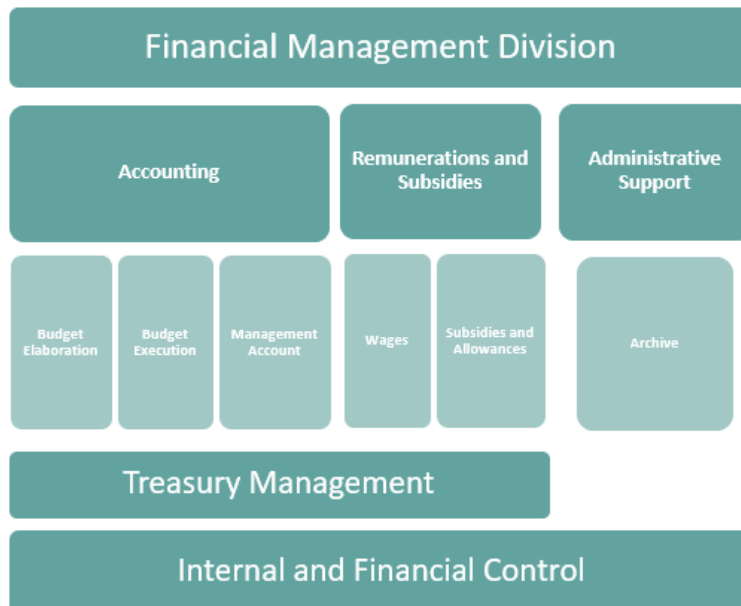 Financial Management Division
Accounting
Remunerations and
Subsidies
Administrative
Support
Budget
Elaboration
Budget
Execution
Management
Account
Wages
Subsidies and
Allowances
Archive
Treasury Management
Internal and Financial Control